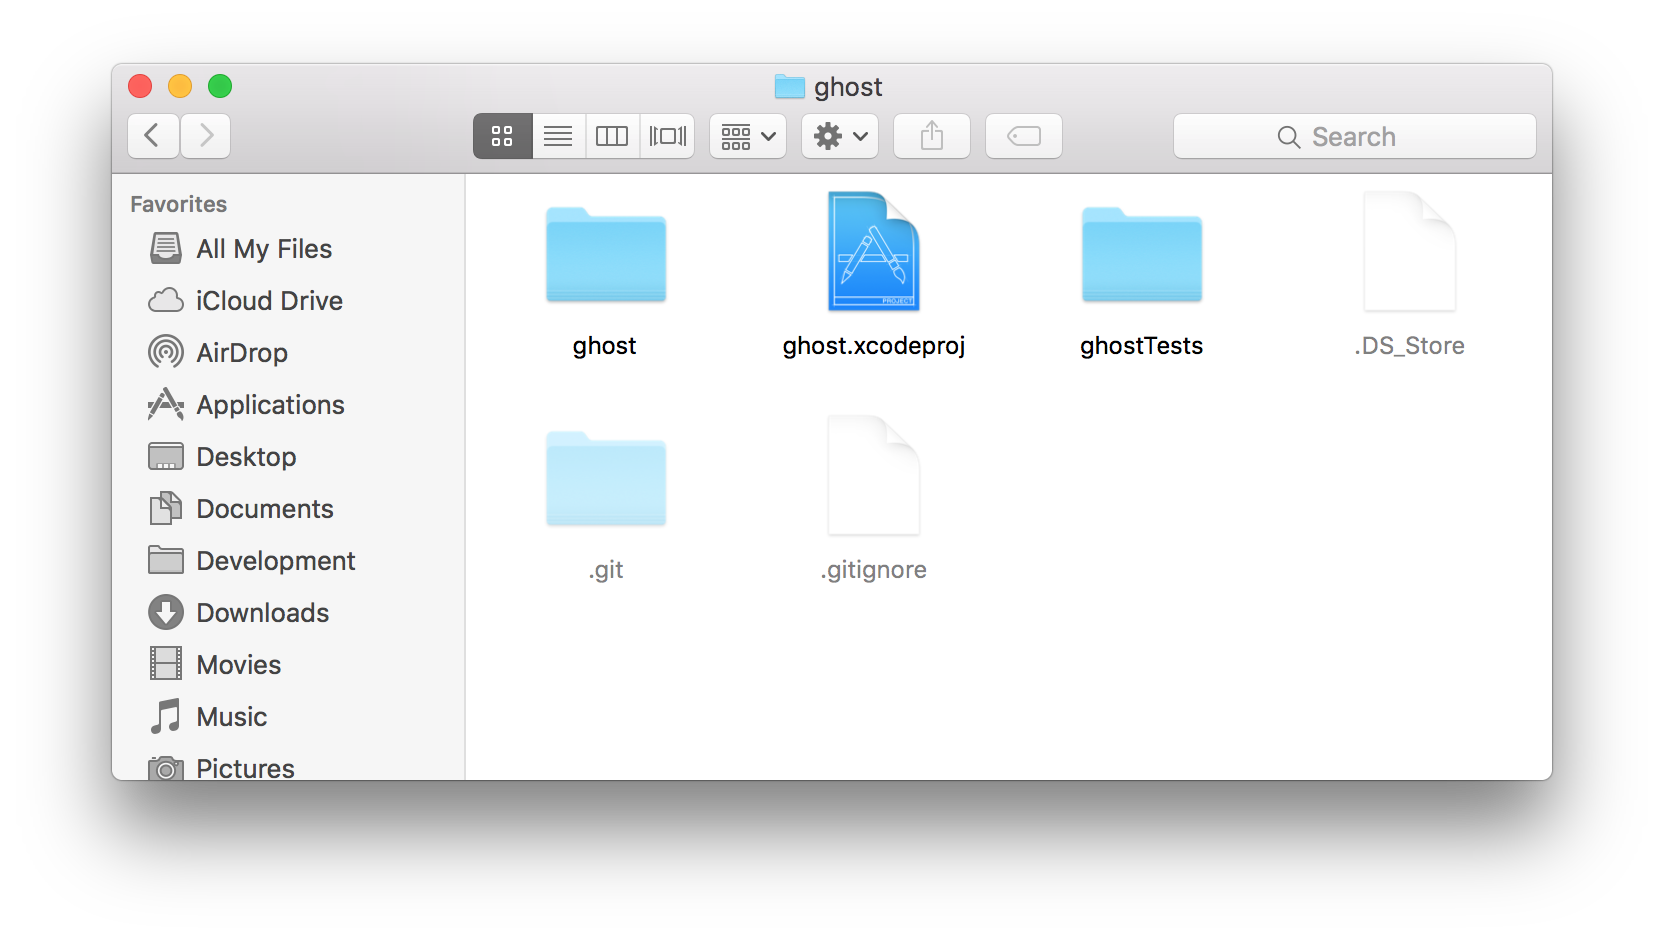 ghost
Search
Favorites
All My Files
iCloud Drive
AirDrop
Applications
Desktop
Documents
Development
Downloads
Movies
Music
Pictures
PROJECT
ghost
ghost.xcodeproj
ghostTests
.DS_Store
.git
.gitignore